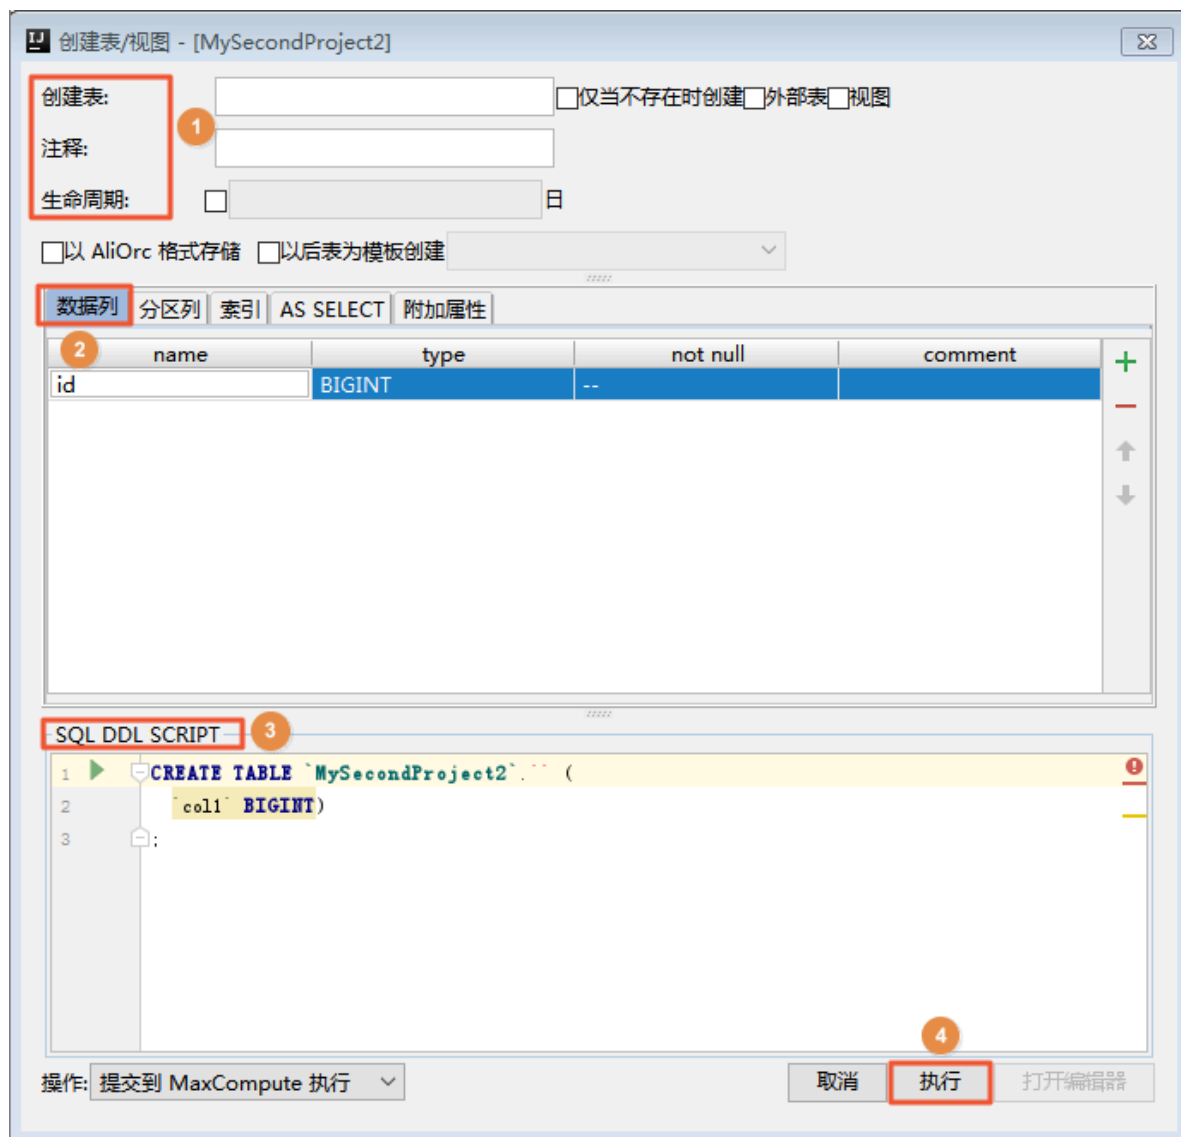 IJ 创建表/视图 - [MySecondProject2]
创建表: 仅当不存在时创建 外部表 视图
1
注释:
生命周期: 日
以 AliOrc 格式存储 以后表为模板创建
数据列 分区列 索引 AS SELECT 附加属性
2 name type not null comment
id BIGINT --
SQL DDL SCRIPT 3
1 CREATE TABLE `MySecondProject2`.`` (
2 `col1` BIGINT)
3 ;
4
操作: 提交到 MaxCompute 执行 取消 执行 打开编辑器